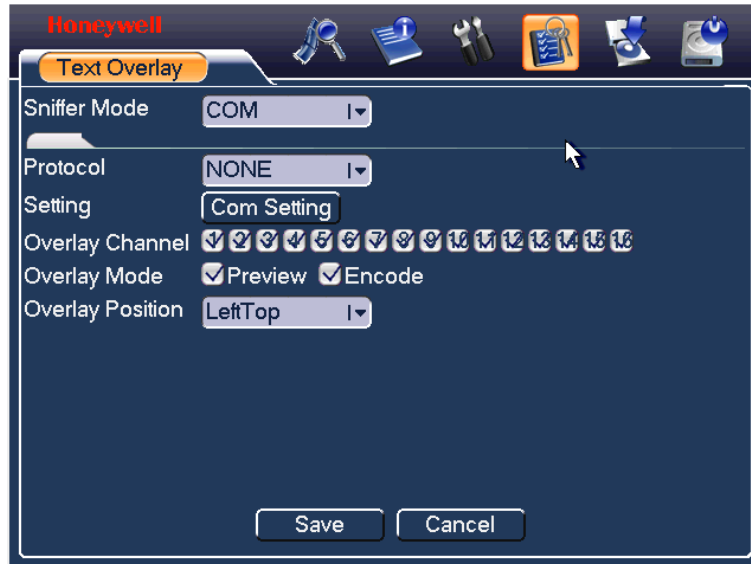 Honeywell
Text Overlay
Sniffer Mode COM
Protocol NONE
Setting Com Setting
Overlay Channel 1 2 3 4 5 6 7 8 9 10 11 12 13 14 15 16
Overlay Mode Preview Encode
Overlay Position LeftTop
Save Cancel